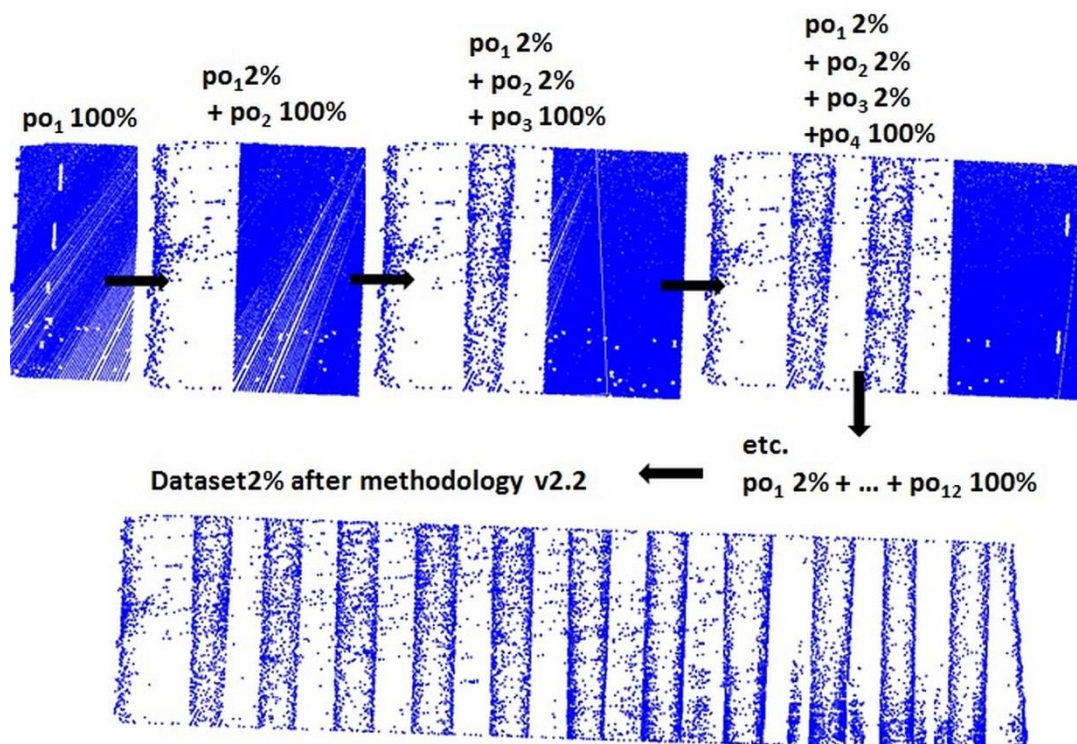 po₁ 100%
po₁2%
+ po₂ 100%
po₁ 2%
+ po₂ 2%
+ po₃ 100%
po₁ 2%
+ po₂ 2%
+ po₃ 2%
+po₄ 100%
etc.
po₁ 2% + ... + po₁₂ 100%
Dataset2% after methodology v2.2